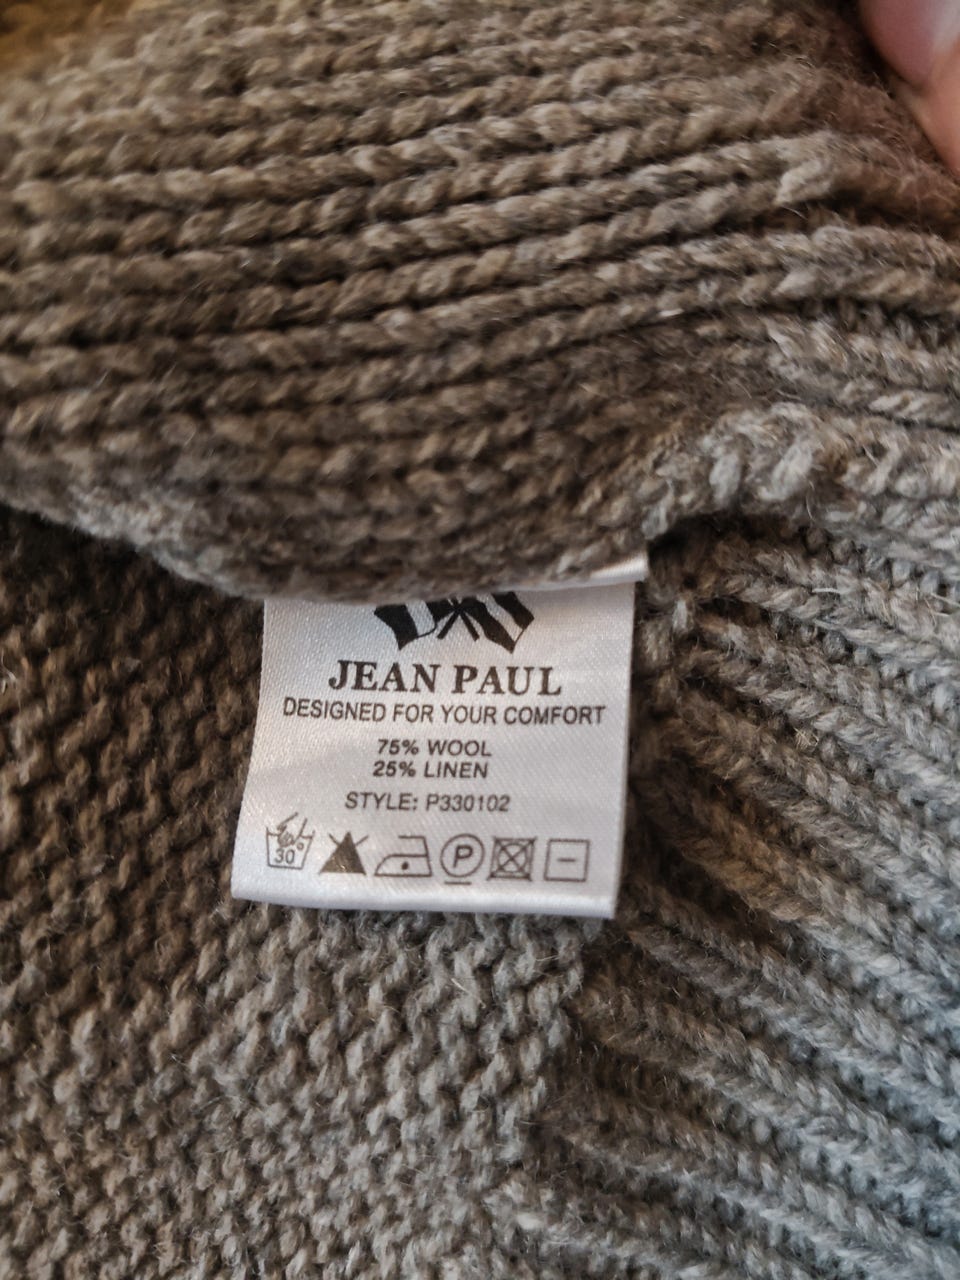 JEAN PAUL
DESIGNED FOR YOUR COMFORT
75% WOOL
25% LINEN
STYLE: P330102
30° P